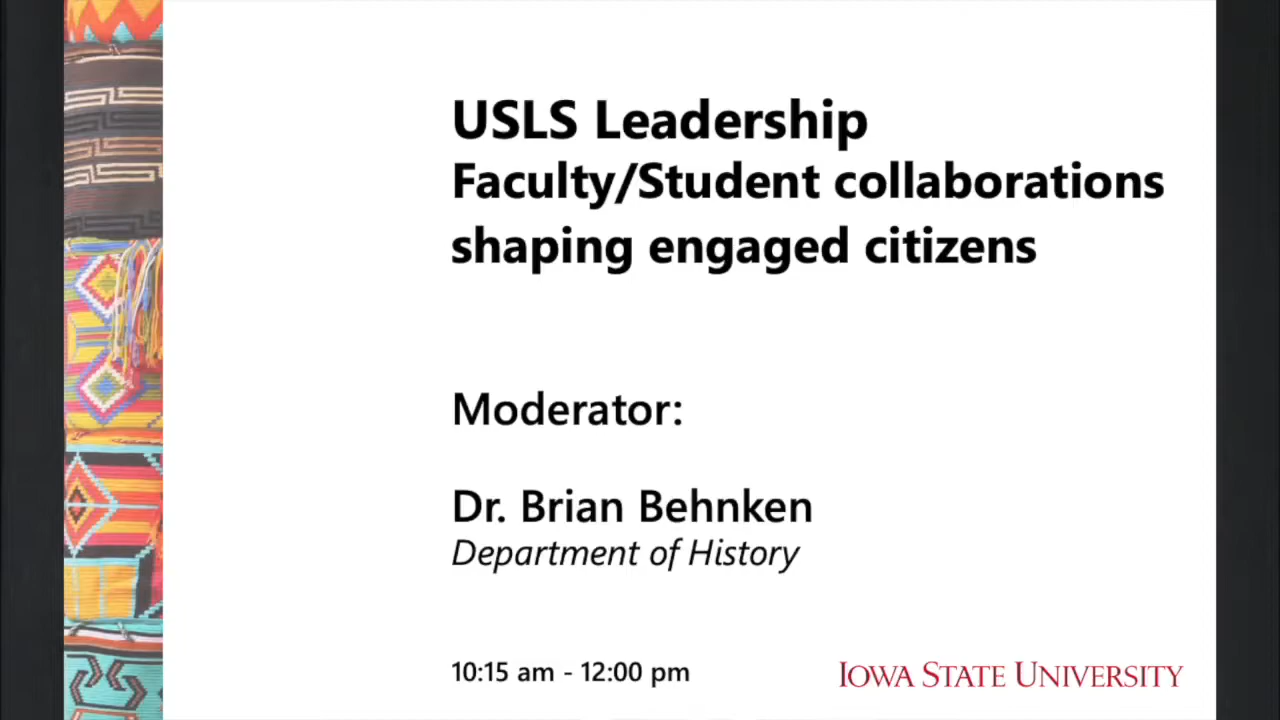 USLS Leadership
Faculty/Student collaborations
shaping engaged citizens
Moderator:
Dr. Brian Behnken
Department of History
10:15 am - 12:00 pm
IOWA STATE UNIVERSITY